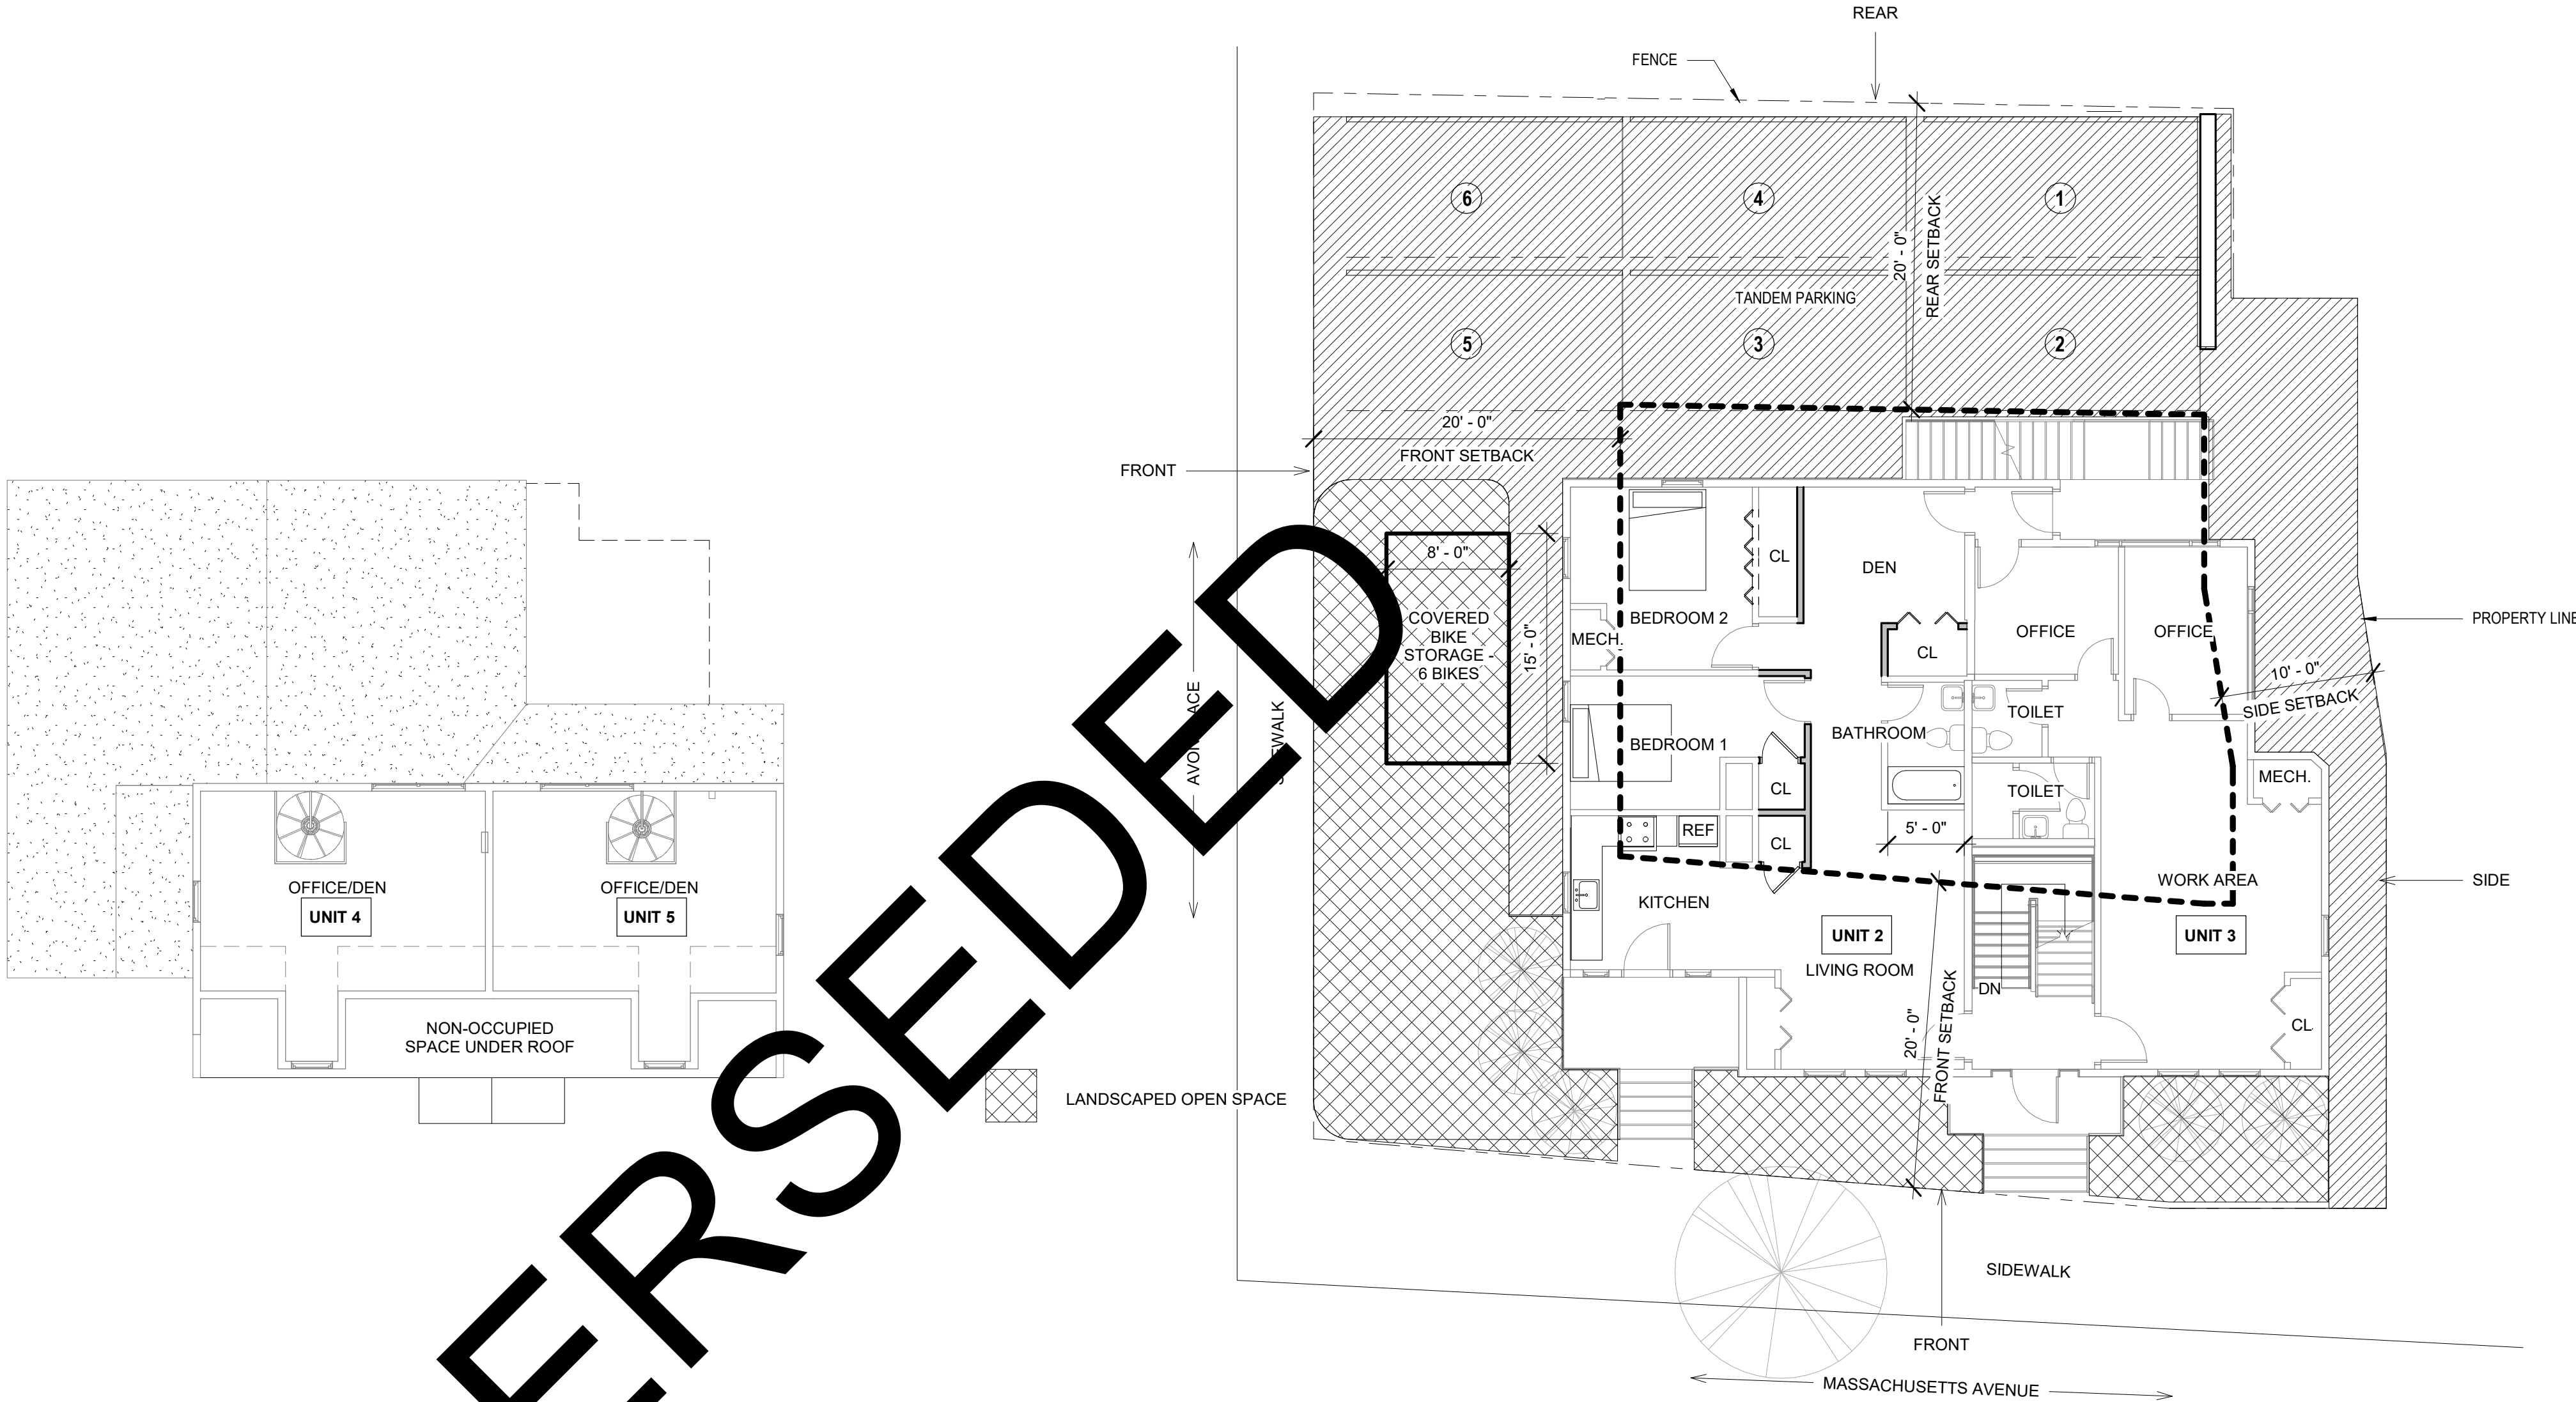 REAR
FENCE
6
4
1
20' - 0"
REAR SETBACK
TANDEM PARKING
5
3
2
20' - 0"
FRONT SETBACK
FRONT
8' - 0"
COVERED
BIKE
STORAGE -
6 BIKES
15' - 0"
SIDEWALK
CL
DEN
BEDROOM 2
MECH.
CL
OFFICE
OFFICE
PROPERTY LINE
10' - 0"
SIDE SETBACK
TOILET
BATHROOM
BEDROOM 1
CL
MECH.
TOILET
REF
CL
5' - 0"
WORK AREA
SIDE
KITCHEN
UNIT 2
LIVING ROOM
UNIT 3
DN
20' - 0"
FRONT SETBACK
CL
OFFICE/DEN
UNIT 4
OFFICE/DEN
UNIT 5
NON-OCCUPIED
SPACE UNDER ROOF
LANDSCAPED OPEN SPACE
SIDEWALK
FRONT
MASSACHUSETTS AVENUE
ERSEDED